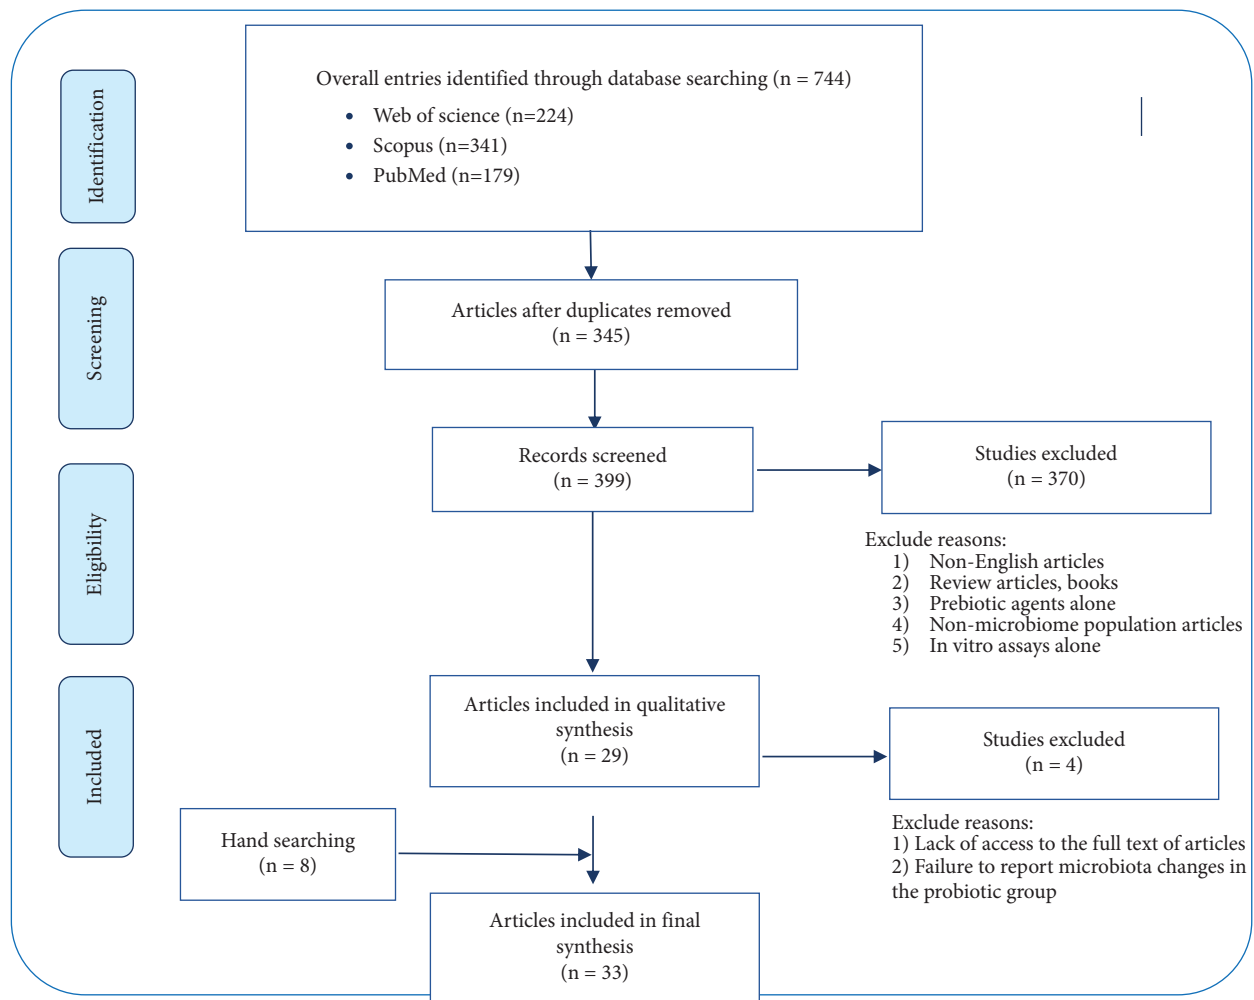 Identification
Overall entries identified through database searching (n = 744)
• Web of science (n=224)
• Scopus (n=341)
• PubMed (n=179)
Screening
Articles after duplicates removed
(n = 345)
Records screened
(n = 399)
Studies excluded
(n = 370)
Exclude reasons:
1) Non-English articles
2) Review articles, books
3) Prebiotic agents alone
4) Non-microbiome population articles
5) In vitro assays alone
Eligibility
Articles included in qualitative
synthesis
(n = 29)
Studies excluded
(n = 4)
Exclude reasons:
1) Lack of access to the full text of articles
2) Failure to report microbiota changes in
the probiotic group
Included
Hand searching
(n = 8)
Articles included in final
synthesis
(n = 33)